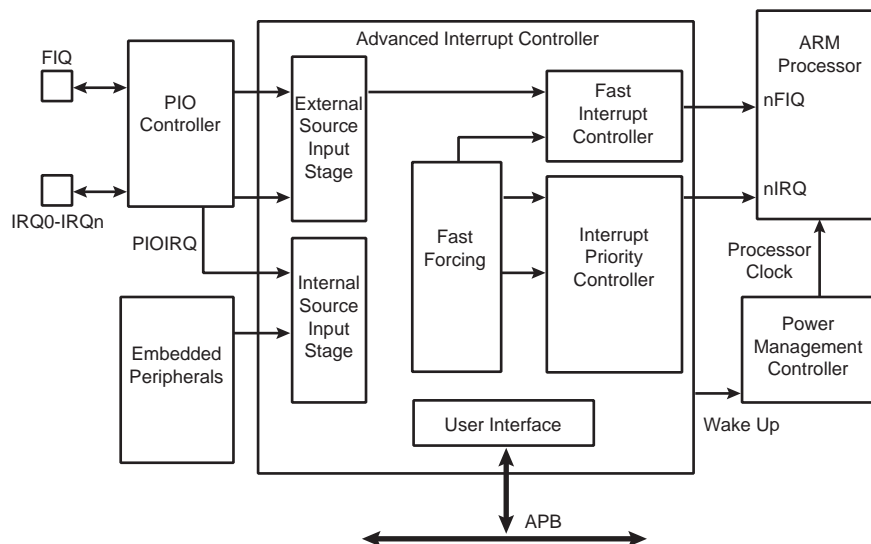 Advanced Interrupt Controller
FIQ
PIO
Controller
IRQ0-IRQn
PIOIRQ
Embedded
Peripherals
External
Source
Input
Stage
Internal
Source
Input
Stage
Fast
Forcing
Fast
Interrupt
Controller
Interrupt
Priority
Controller
User Interface
APB
ARM
Processor
nFIQ
nIRQ
Processor
Clock
Power
Management
Controller
Wake Up